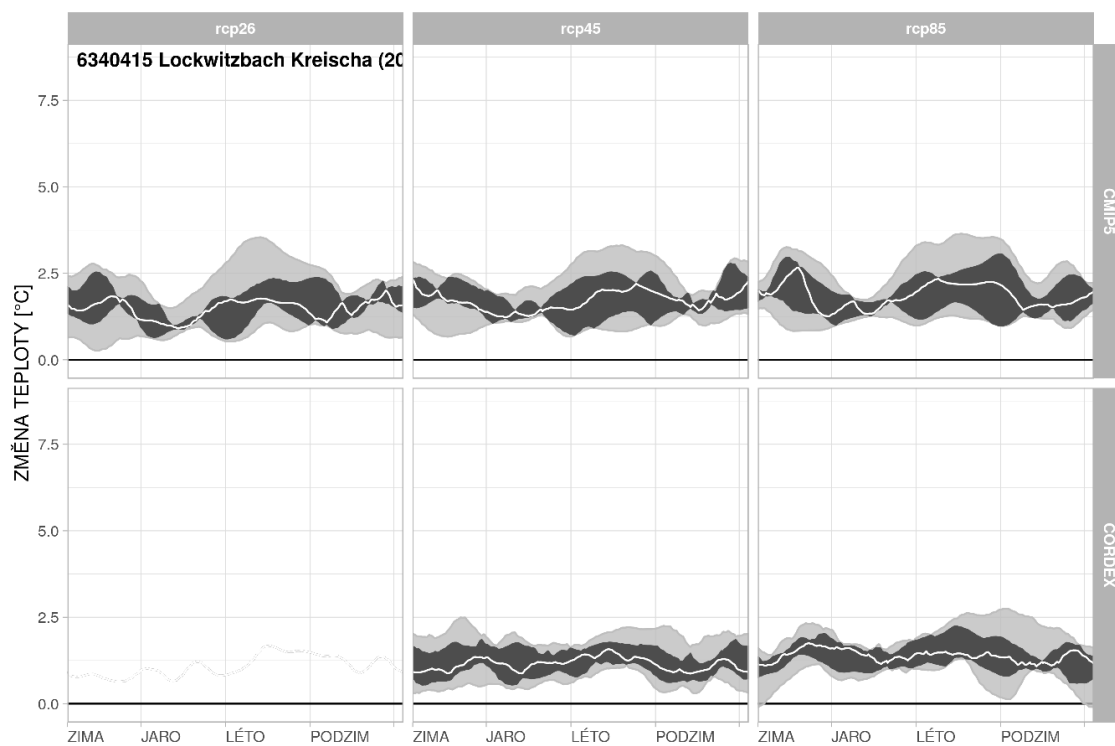 rcp26 rcp45 rcp85
6340415 Lockwitzbach Kreischa (20
CMIP5
7.5
5.0
2.5
0.0
ZMĚNA TEPLOTY [°C]
CORDEX
7.5
5.0
2.5
0.0
ZIMA JARO LÉTO PODZIM ZIMA JARO LÉTO PODZIM ZIMA JARO LÉTO PODZIM